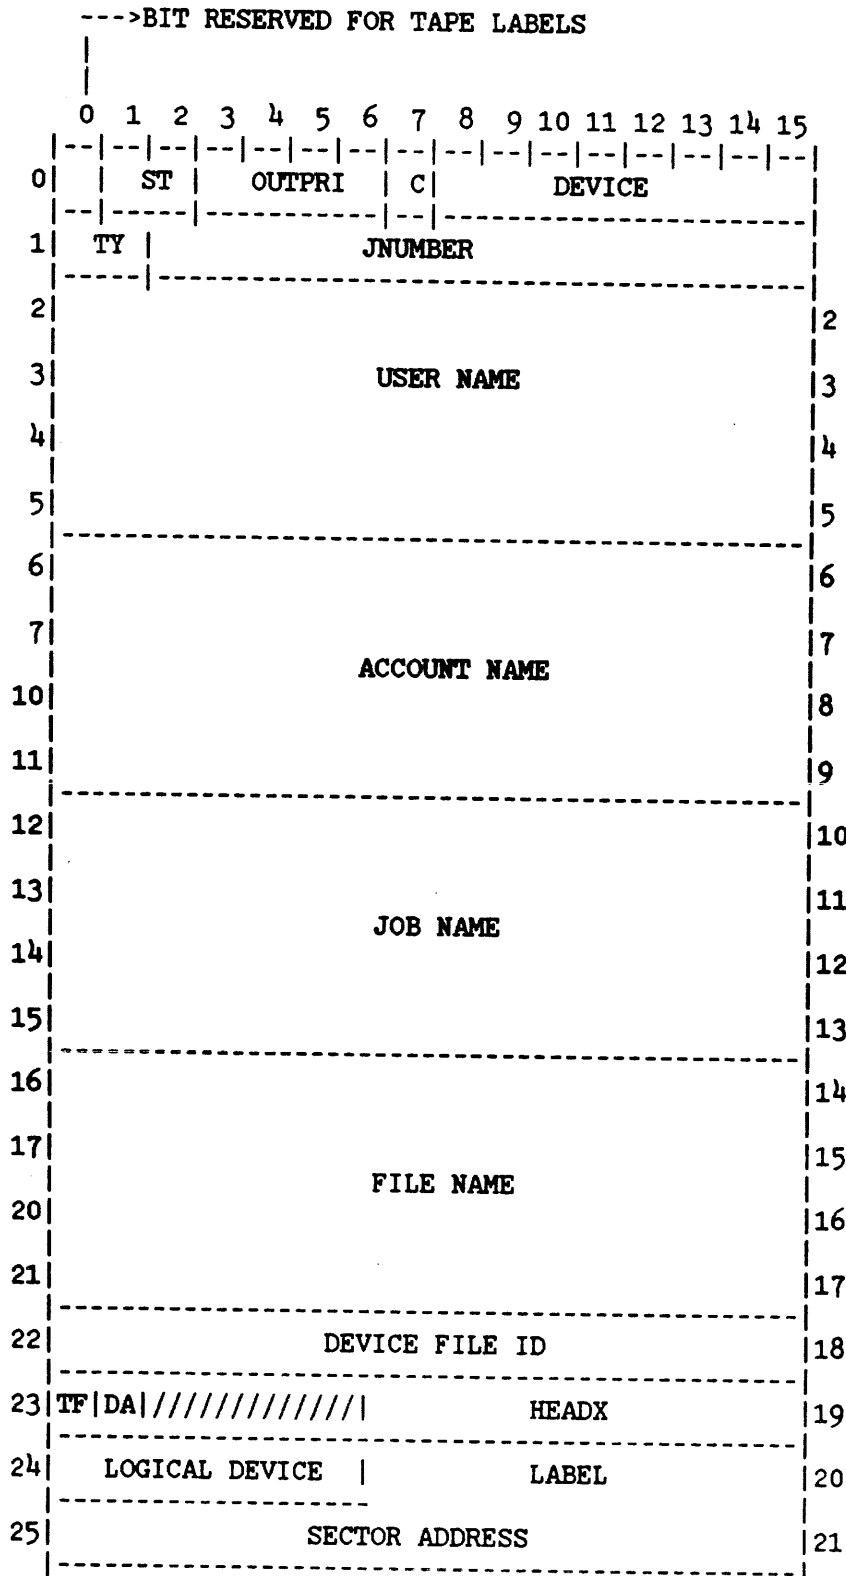 --->BIT RESERVED FOR TAPE LABELS
0 1 2 3 4 5 6 7 8 9 10 11 12 13 14 15
0 ST OUTPRI C DEVICE
1 TY JNUMBER
2 2
3 USER NAME 3
4 4
5 5
6 6
7 7
ACCOUNT NAME
10 8
11 9
12 10
13 11
JOB NAME
14 12
15 13
16 14
17 15
FILE NAME
20 16
21 17
22 DEVICE FILE ID 18
23 TF|DA|/////////////| HEADX 19
24 LOGICAL DEVICE | LABEL 20
25 SECTOR ADDRESS 21